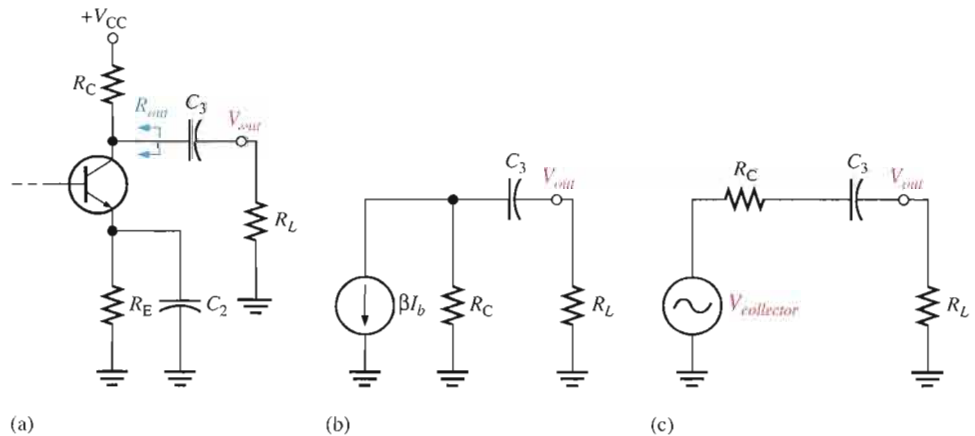 +VCC
RC
Rout
C3
Vout
RL
RE
C2
(a)
C3
Vout
βIb
RC
RL
(b)
RC
C3
Vout
Vcollector
RL
(c)